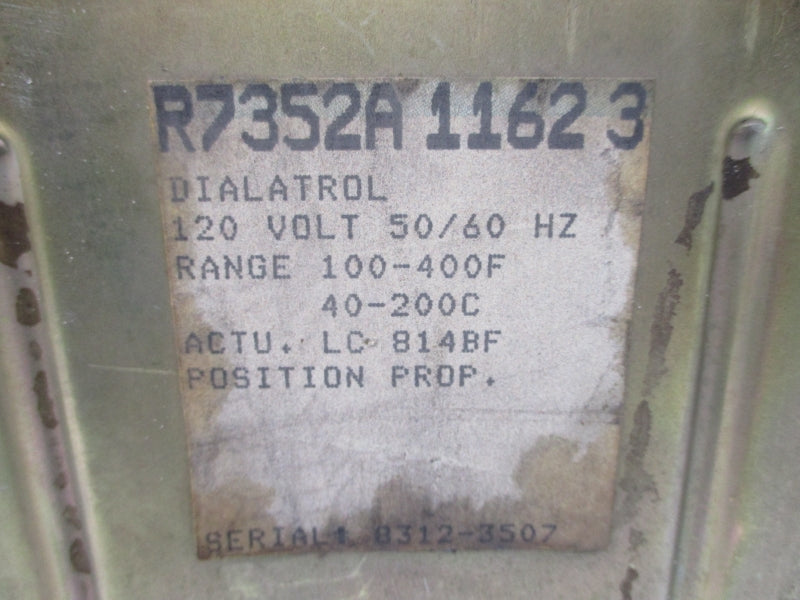 R7352A 1162 3
DIALATROL
120 VOLT 50/60 HZ
RANGE 100-400F
40-200C
ACTU. LC 814BF
POSITION PROP.
SERIAL# 8312-3507